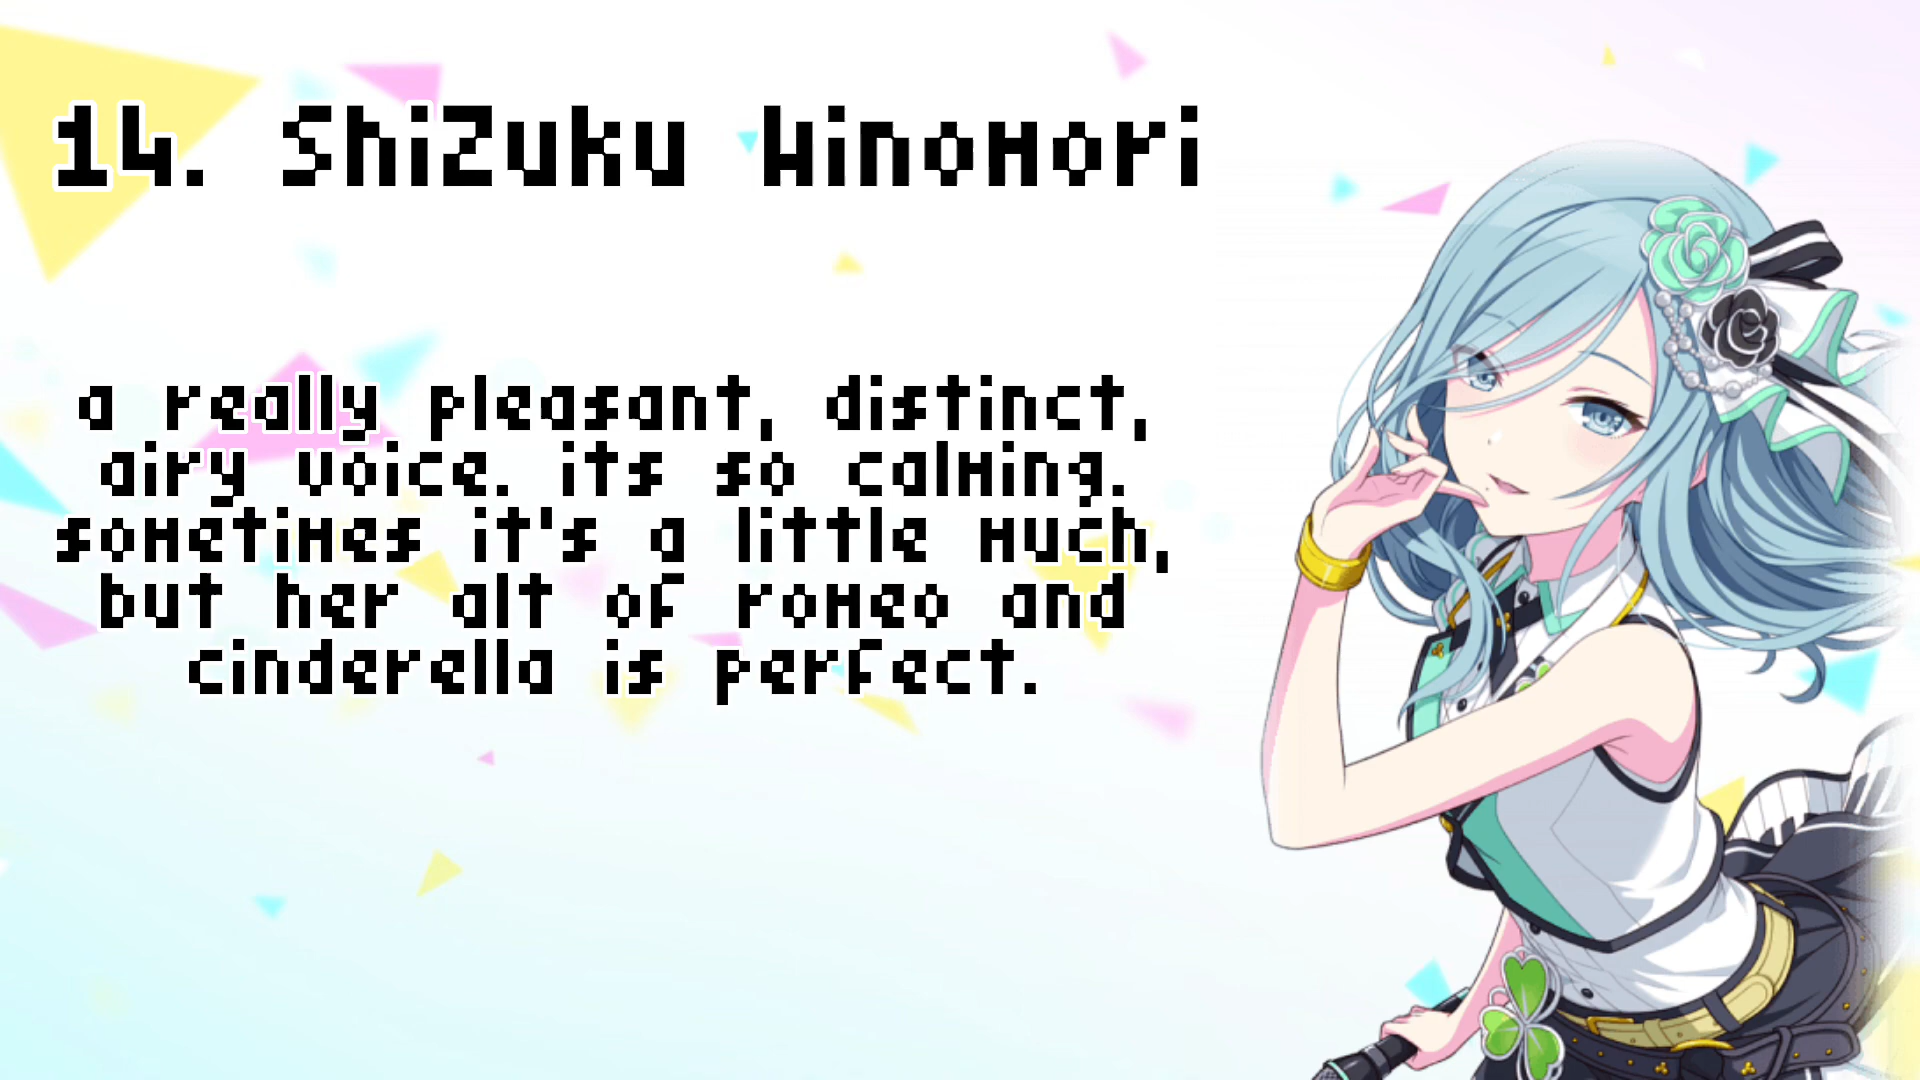 14. Shizuku Hinomori
a really pleasant, distinct,
airy voice. its so calming.
sometimes it's a little much,
but her alt of romeo and
cinderella is perfect.